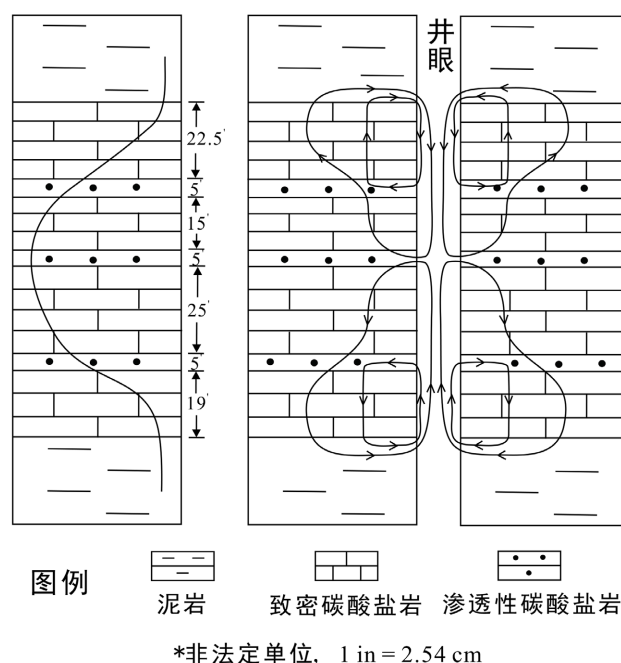 井眼
22.5'
5'
15'
5'
25'
5'
19'
图例
泥岩
致密碳酸盐岩
渗透性碳酸盐岩
*非法定单位，1 in = 2.54 cm